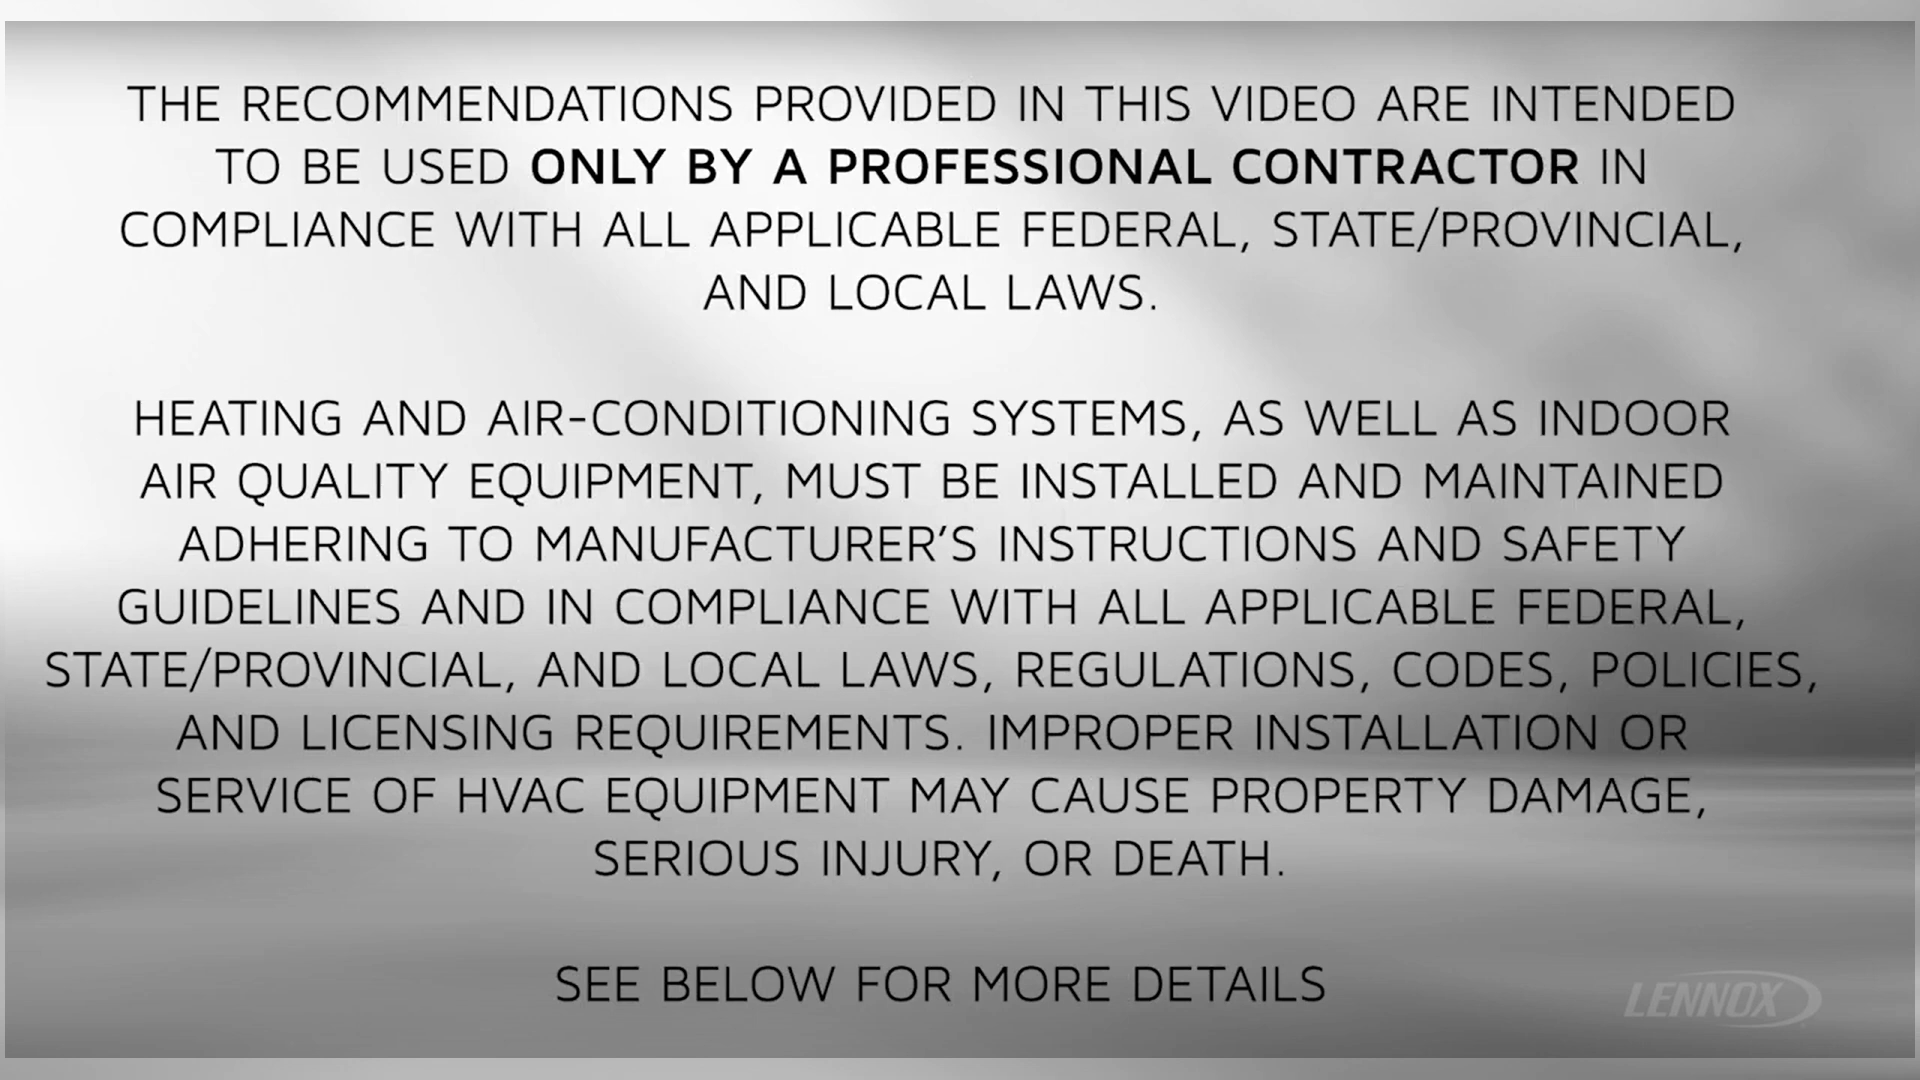 THE RECOMMENDATIONS PROVIDED IN THIS VIDEO ARE INTENDED
TO BE USED ONLY BY A PROFESSIONAL CONTRACTOR IN
COMPLIANCE WITH ALL APPLICABLE FEDERAL, STATE/PROVINCIAL,
AND LOCAL LAWS.
HEATING AND AIR-CONDITIONING SYSTEMS, AS WELL AS INDOOR
AIR QUALITY EQUIPMENT, MUST BE INSTALLED AND MAINTAINED
ADHERING TO MANUFACTURER’S INSTRUCTIONS AND SAFETY
GUIDELINES AND IN COMPLIANCE WITH ALL APPLICABLE FEDERAL,
STATE/PROVINCIAL, AND LOCAL LAWS, REGULATIONS, CODES, POLICIES,
AND LICENSING REQUIREMENTS. IMPROPER INSTALLATION OR
SERVICE OF HVAC EQUIPMENT MAY CAUSE PROPERTY DAMAGE,
SERIOUS INJURY, OR DEATH.
SEE BELOW FOR MORE DETAILS
LENNOX